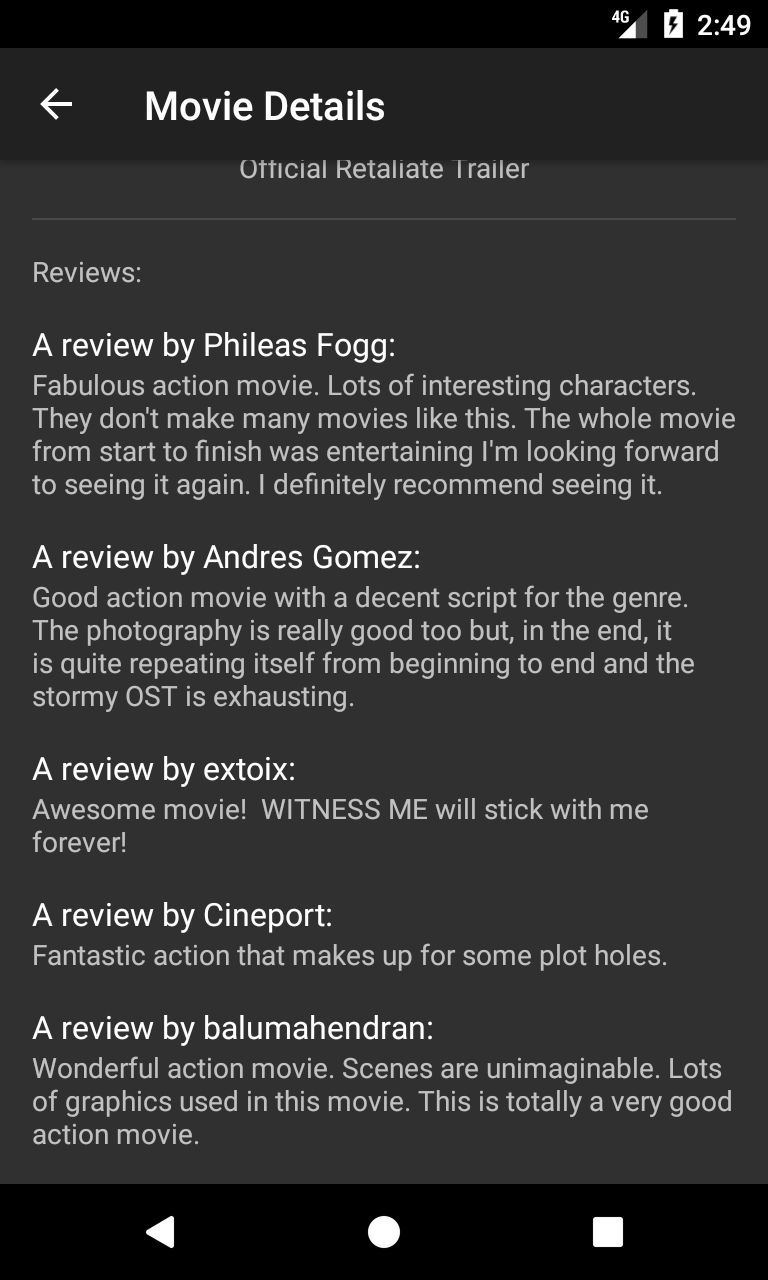 4G 2:49
Movie Details
Official Retaliate Trailer
Reviews:
A review by Phileas Fogg:
Fabulous action movie. Lots of interesting characters.
They don't make many movies like this. The whole movie
from start to finish was entertaining I'm looking forward
to seeing it again. I definitely recommend seeing it.
A review by Andres Gomez:
Good action movie with a decent script for the genre.
The photography is really good too but, in the end, it
is quite repeating itself from beginning to end and the
stormy OST is exhausting.
A review by extoix:
Awesome movie!  WITNESS ME will stick with me
forever!
A review by Cineport:
Fantastic action that makes up for some plot holes.
A review by balumahendran:
Wonderful action movie. Scenes are unimaginable. Lots
of graphics used in this movie. This is totally a very good
action movie.